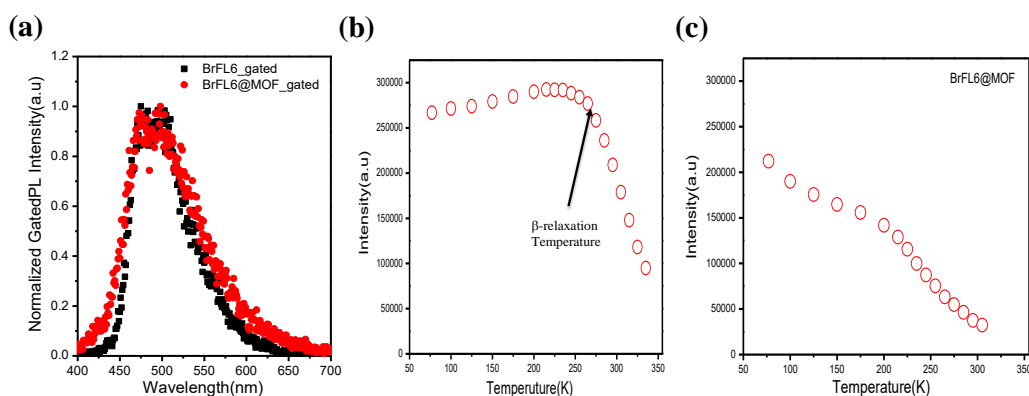 (a)
1.2
1.0
0.8
0.6
0.4
0.2
0.0
Normalized GatedPL Intensity(a.u)
BrFL6_gated
BrFL6@MOF_gated
400 450 500 550 600 650 700
Wavelength(nm)
(b)
300000
250000
200000
150000
100000
50000
0
Intensity(a.u)
β-relaxation
Temperature
50 100 150 200 250 300 350
Temperuture(K)
(c)
BrFL6@MOF
300000
250000
200000
150000
100000
50000
0
Intensity(a.u)
50 100 150 200 250 300 350
Temperature(K)